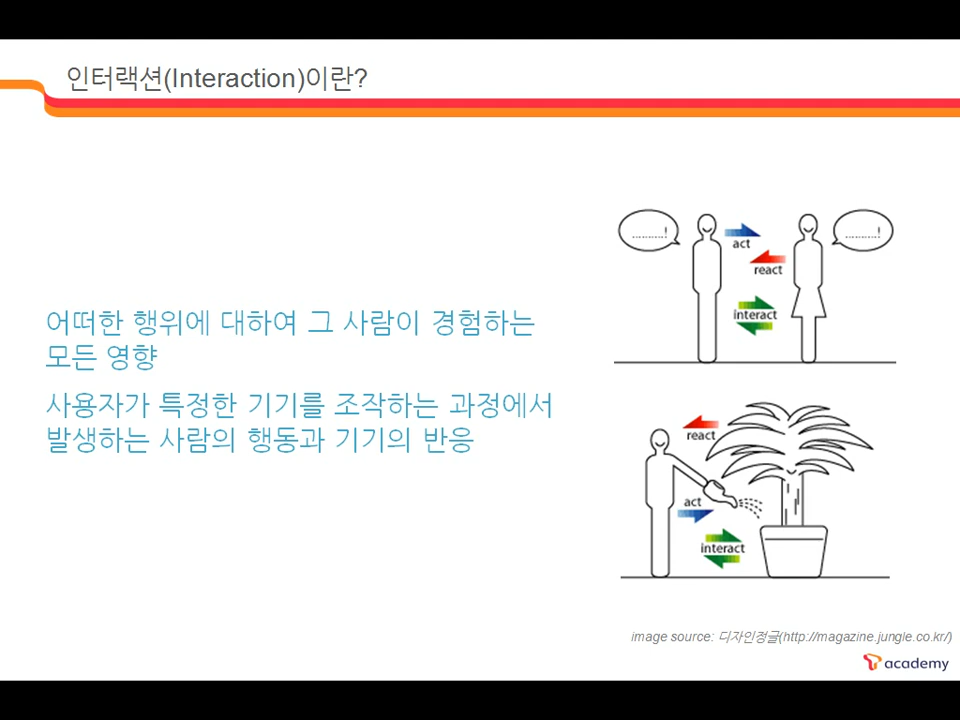 인터랙션(Interaction)이란?
어떠한 행위에 대하여 그 사람이 경험하는
모든 영향
사용자가 특정한 기기를 조작하는 과정에서
발생하는 사람의 행동과 기기의 반응
..........!
..........!
act
react
interact
react
act
interact
image source: 디자인정글(http://magazine.jungle.co.kr/)
T academy